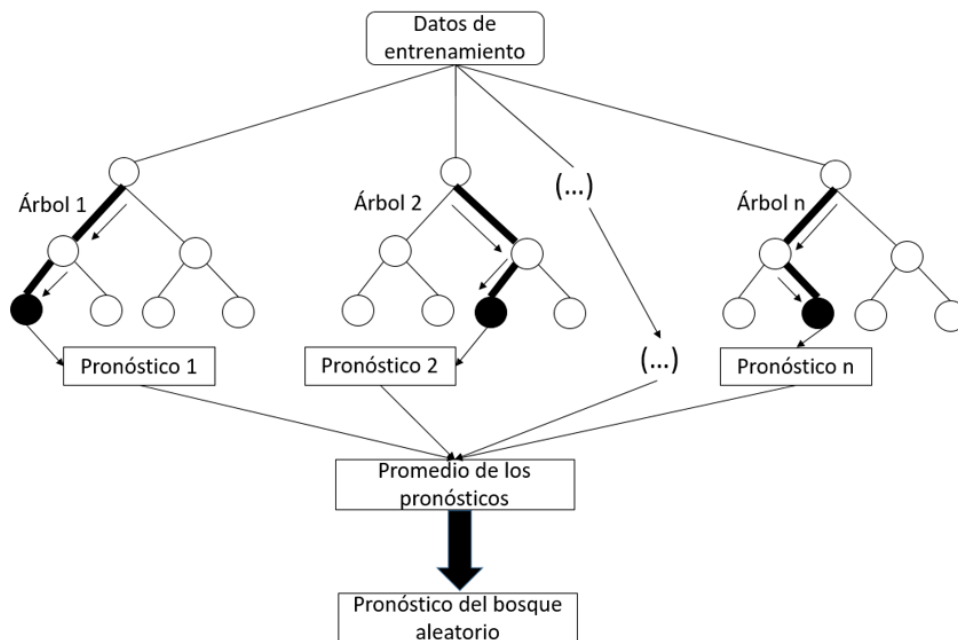 Datos de
entrenamiento
Árbol 1
Árbol 2
(...)
Árbol n
Pronóstico 1
Pronóstico 2
(...)
Pronóstico n
Promedio de los
pronósticos
Pronóstico del bosque
aleatorio